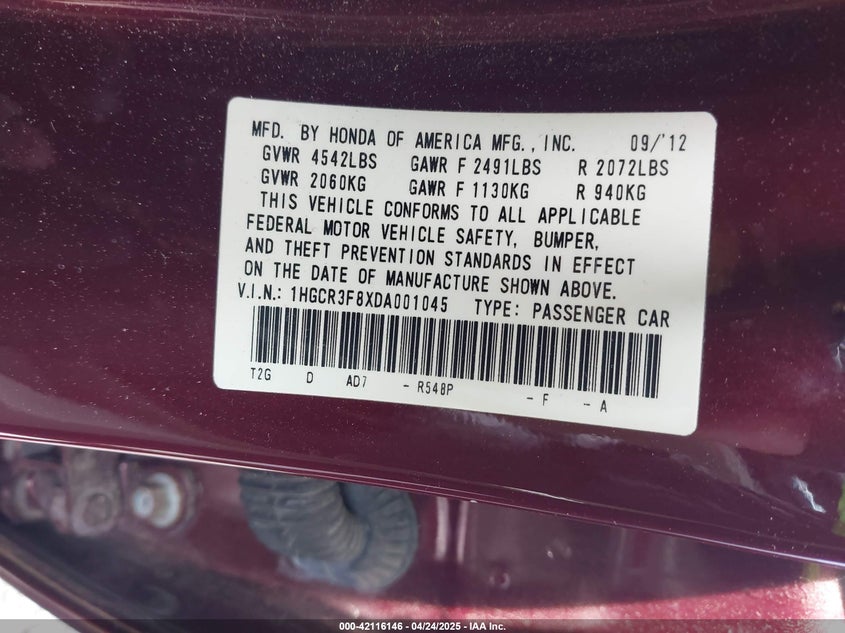 MFD. BY HONDA OF AMERICA MFG., INC. 09/'12
GVWR 4542LBS GAWR F 2491LBS R 2072LBS
GVWR 2060KG GAWR F 1130KG R 940KG
THIS VEHICLE CONFORMS TO ALL APPLICABLE
FEDERAL MOTOR VEHICLE SAFETY, BUMPER,
AND THEFT PREVENTION STANDARDS IN EFFECT
ON THE DATE OF MANUFACTURE SHOWN ABOVE.
V.I.N.: 1HGCR3F8XDA001045 TYPE: PASSENGER CAR
T2G D AD7 - R548P - F - A
000-42116146 - 04/24/2025 - IAA Inc.